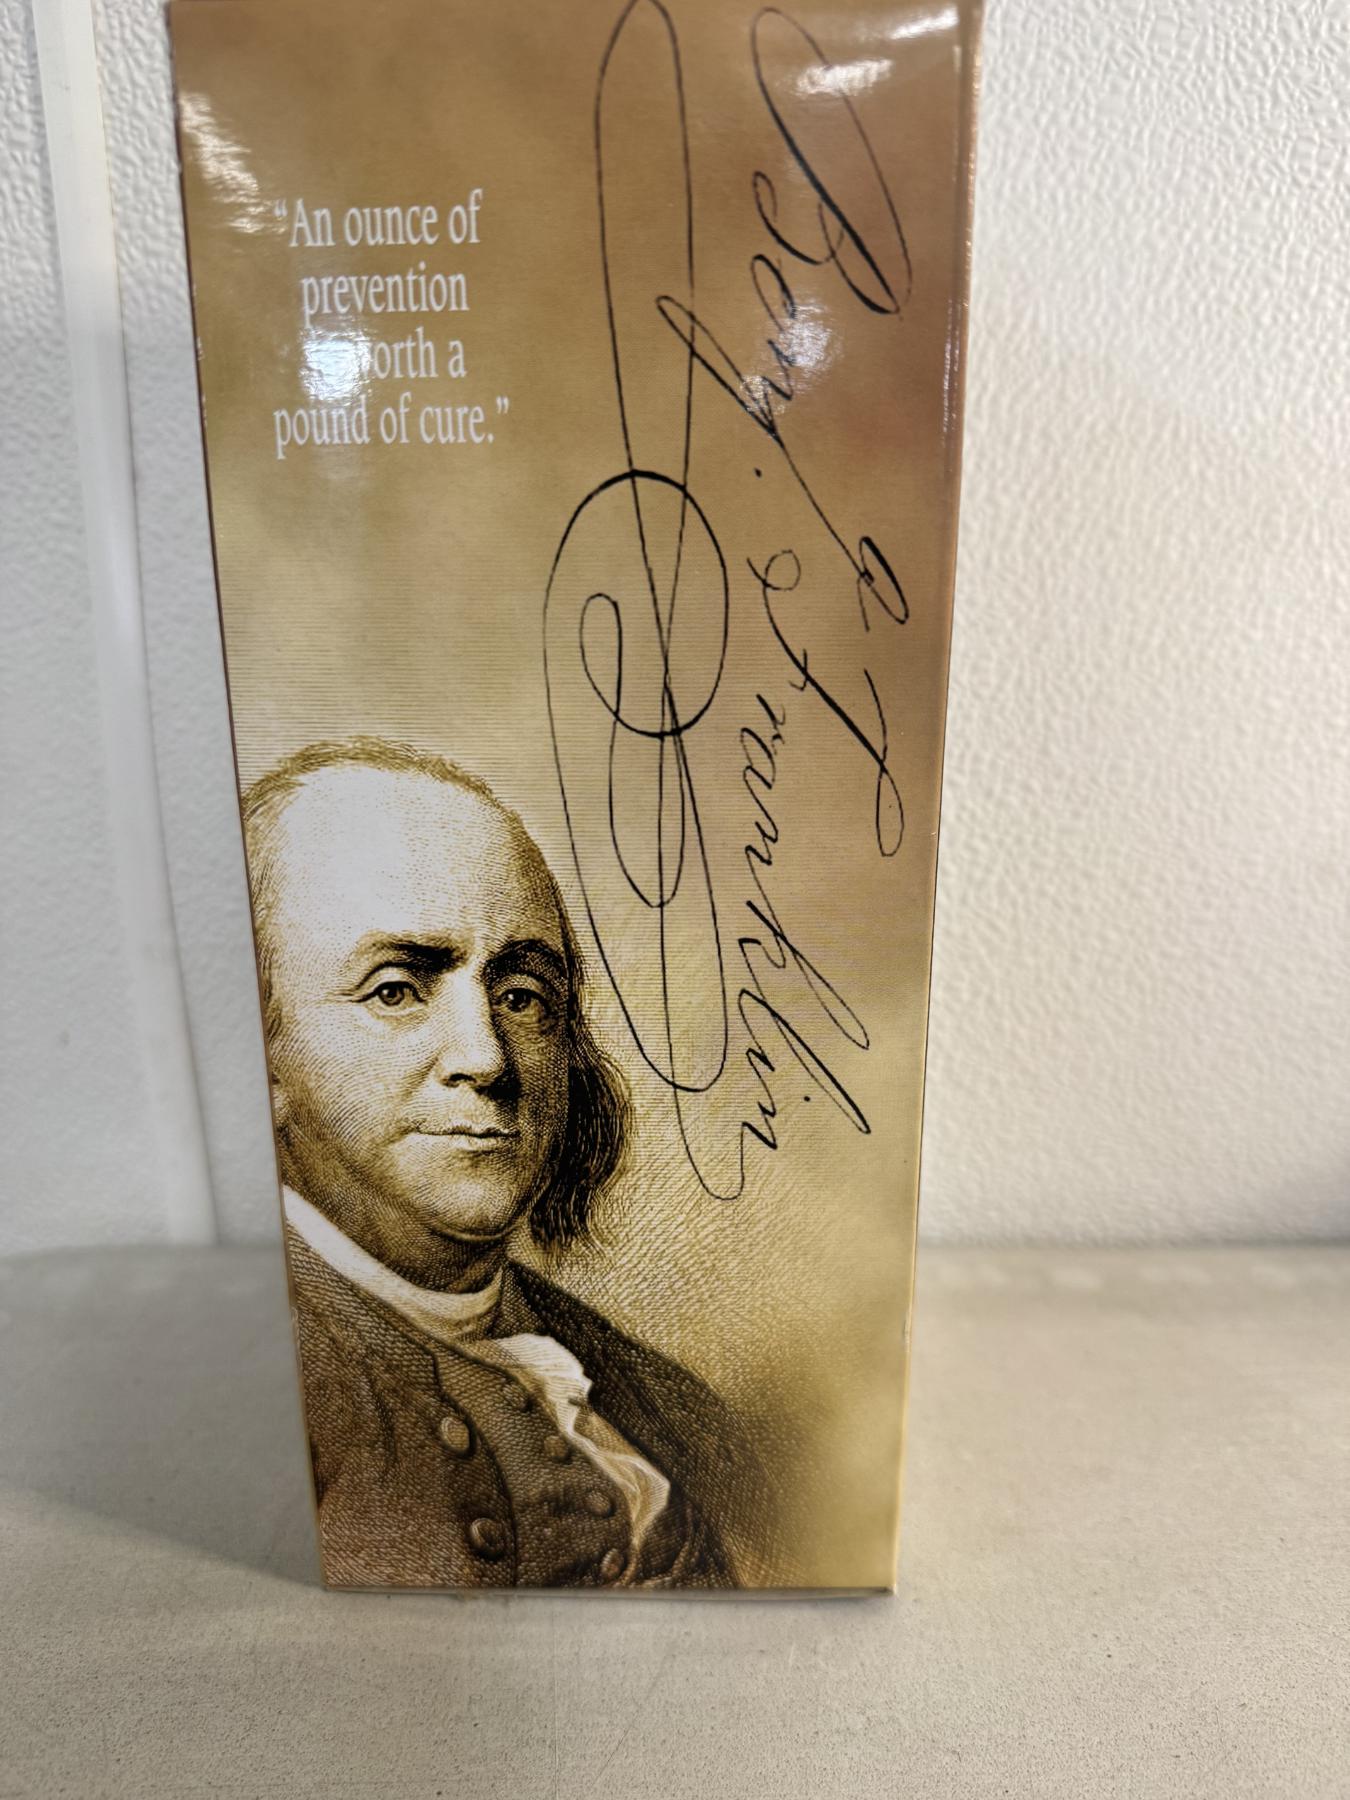 “An ounce of
prevention
worth a
pound of cure.”
Benj. Franklin